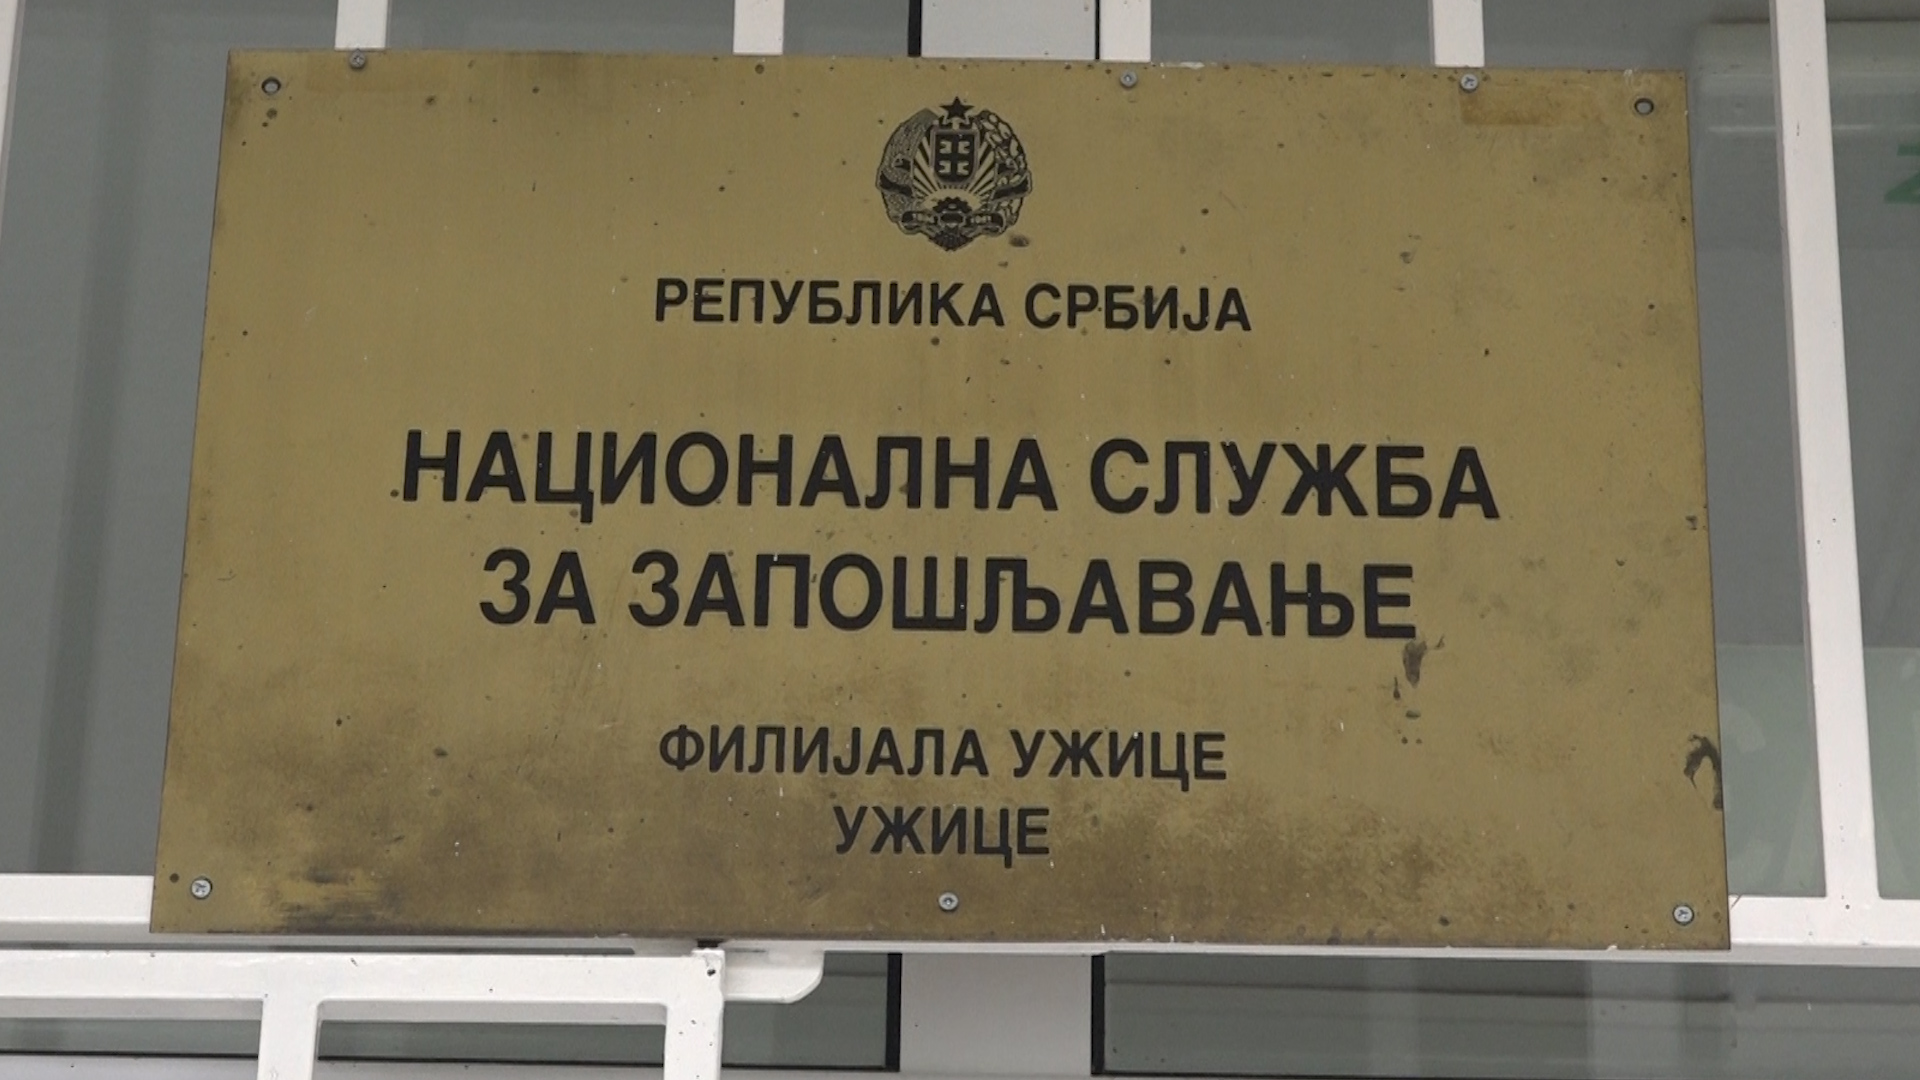 РЕПУБЛИКА СРБИЈА
НАЦИОНАЛНА СЛУЖБА
ЗА ЗАПОШЉАВАЊЕ
ФИЛИЈАЛА УЖИЦЕ
УЖИЦЕ